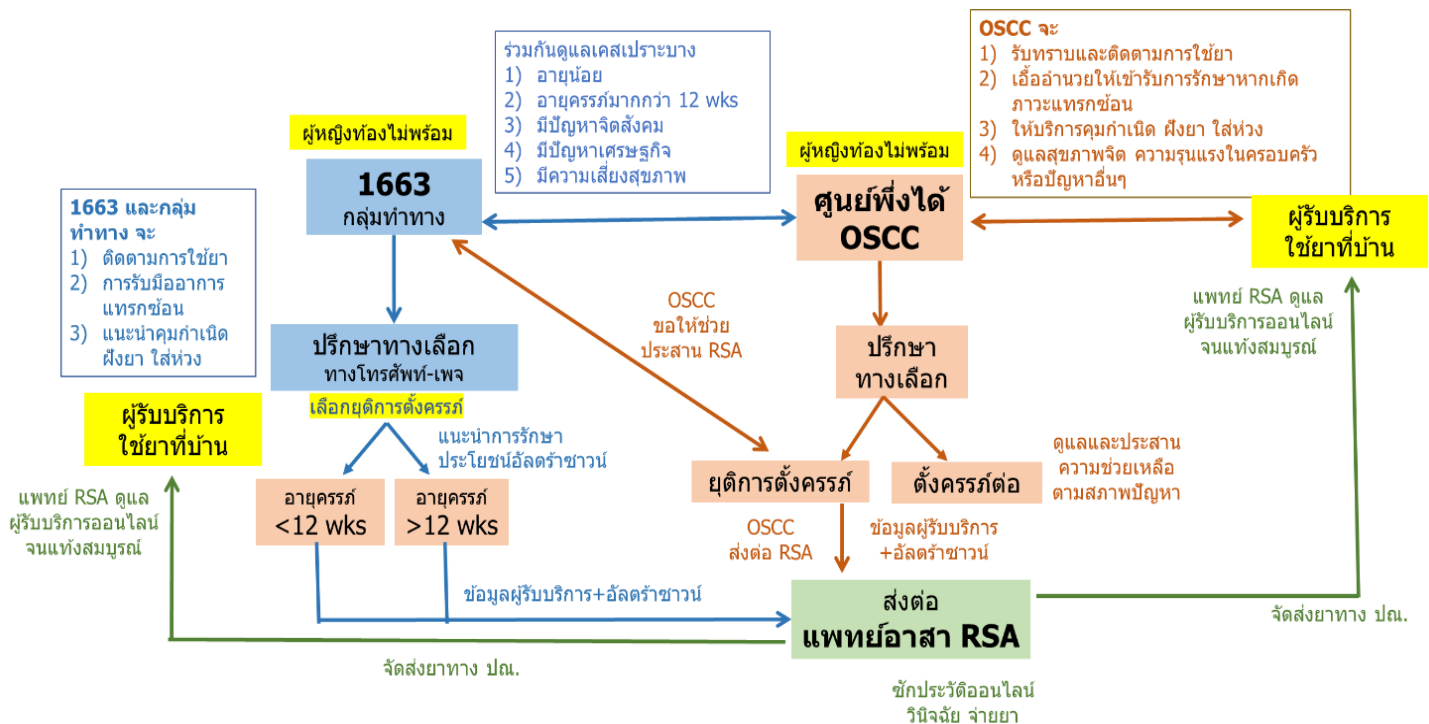 ร่วมกันดูแลเคสเปราะบาง
1) อายุน้อย
2) อายุครรภ์มากกว่า 12 wks
3) มีปัญหาจิตสังคม
4) มีปัญหาเศรษฐกิจ
5) มีความเสี่ยงสุขภาพ
OSCC จะ
1) รับทราบและติดตามการใช้ยา
2) เอื้ออำนวยให้เข้ารับการรักษาหากเกิด
ภาวะแทรกซ้อน
3) ให้บริการคุมกำเนิด ฝังยา ใส่ห่วง
4) ดูแลสุขภาพจิต ความรุนแรงในครอบครัว
หรือปัญหาอื่นๆ
ผู้หญิงท้องไม่พร้อม
1663
กลุ่มทำทาง
ผู้หญิงท้องไม่พร้อม
ศูนย์พึ่งได้
OSCC
ผู้รับบริการ
ใช้ยาที่บ้าน
1663 และกลุ่ม
ทำทาง จะ
1) ติดตามการใช้ยา
2) การรับมืออาการ
แทรกซ้อน
3) แนะนำคุมกำเนิด
ฝังยา ใส่ห่วง
OSCC
ขอให้ช่วย
ประสาน RSA
แพทย์ RSA ดูแล
ผู้รับบริการออนไลน์
จนแท้งสมบูรณ์
ปรึกษาทางเลือก
ทางโทรศัพท์-เพจ
เลือกยุติการตั้งครรภ์
ปรึกษา
ทางเลือก
ผู้รับบริการ
ใช้ยาที่บ้าน
แนะนำการรักษา
ประโยชน์อัลตร้าซาวน์
ดูแลและประสาน
ความช่วยเหลือ
ตามสภาพปัญหา
ยุติการตั้งครรภ์
ตั้งครรภ์ต่อ
แพทย์ RSA ดูแล
ผู้รับบริการออนไลน์
จนแท้งสมบูรณ์
อายุครรภ์
<12 wks
อายุครรภ์
>12 wks
OSCC
ส่งต่อ RSA
ข้อมูลผู้รับบริการ
+อัลตร้าซาวน์
ข้อมูลผู้รับบริการ+อัลตร้าซาวน์
ส่งต่อ
แพทย์อาสา RSA
จัดส่งยาทาง ปณ.
จัดส่งยาทาง ปณ.
ซักประวัติออนไลน์
วินิจฉัย จ่ายยา